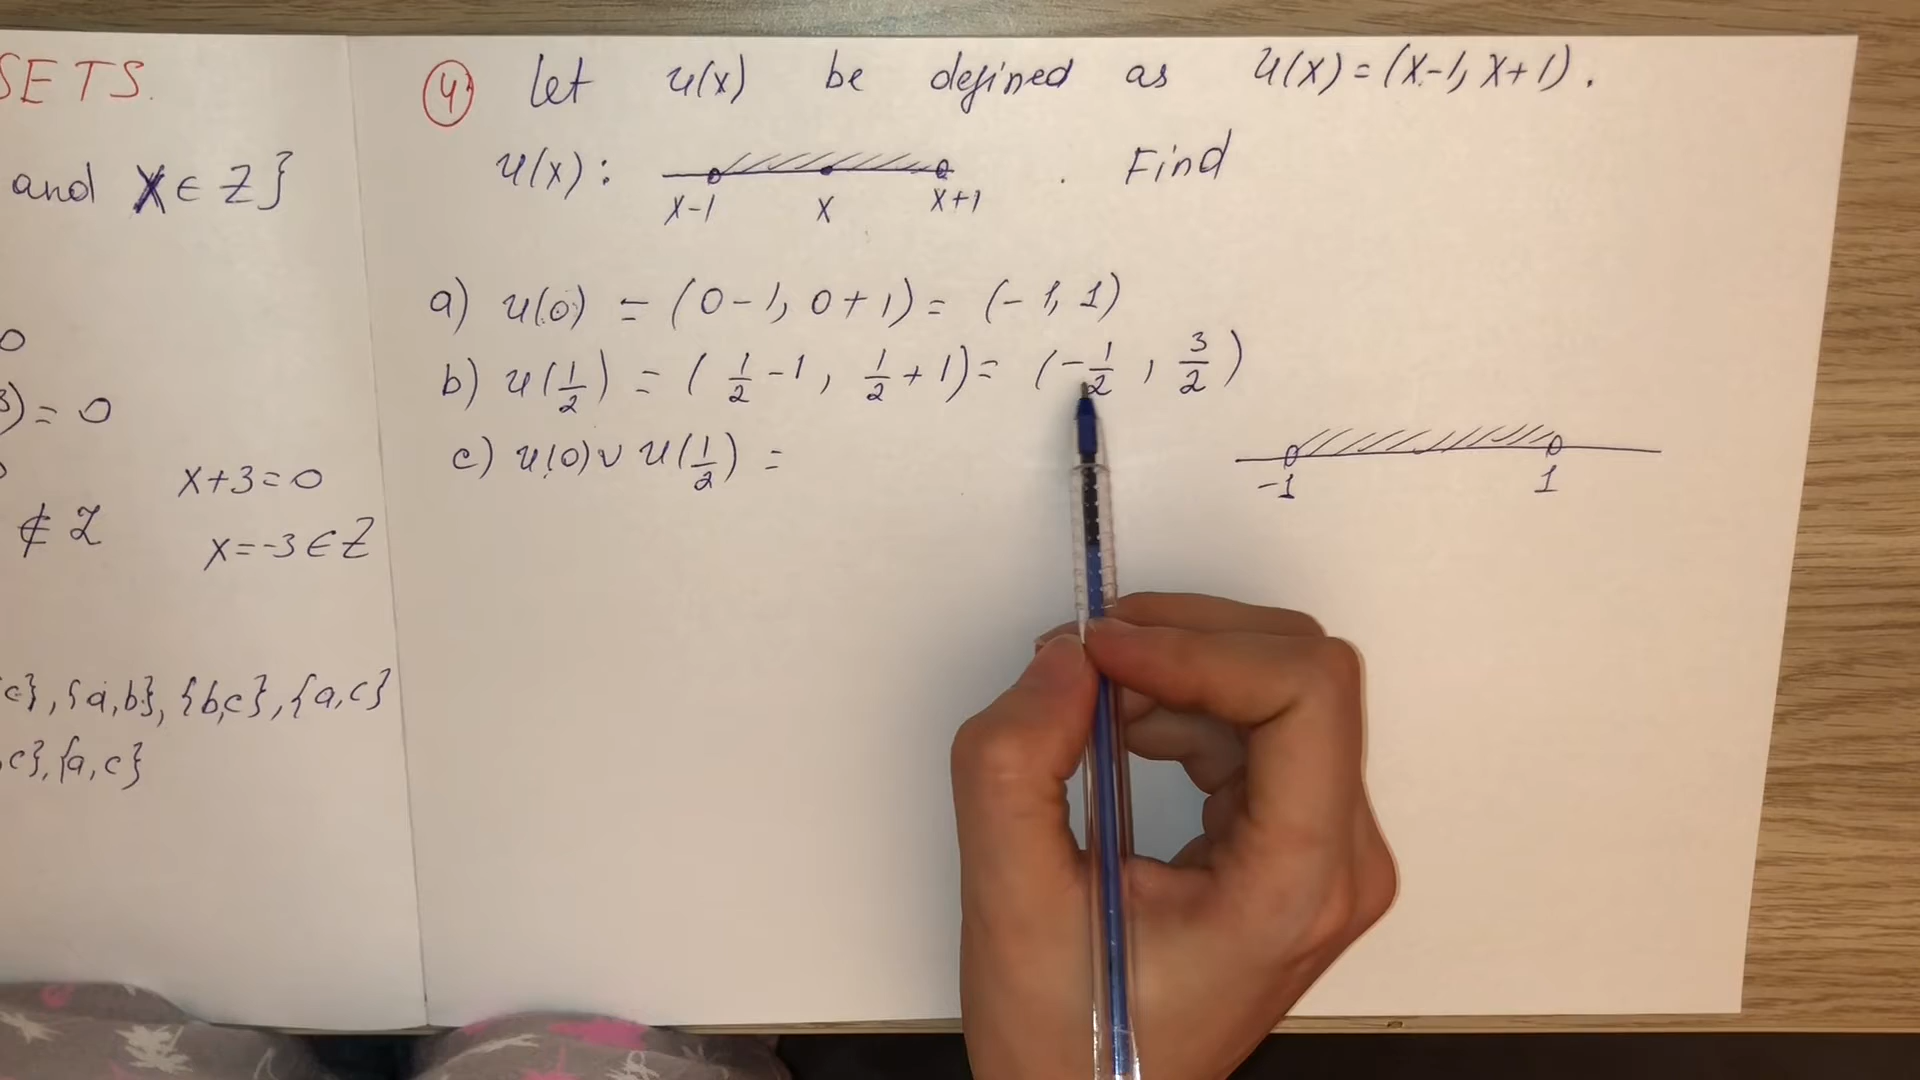 SETS.
and X ∈ Z}
0
3) = 0
x+3=0
∉ Z
x=-3 ∈ Z
c}, {a,b}, {b,c}, {a,c}
c}, {a,c}
④ Let U(x) be defined as U(x) = (x-1, x+1).
U(x): x-1 x x+1 . Find
a) U(0) = (0-1, 0+1) = (-1, 1)
b) U(1/2) = (1/2 -1, 1/2 +1) = (-1/2, 3/2)
c) U(0) ∪ U(1/2) =
-1 1